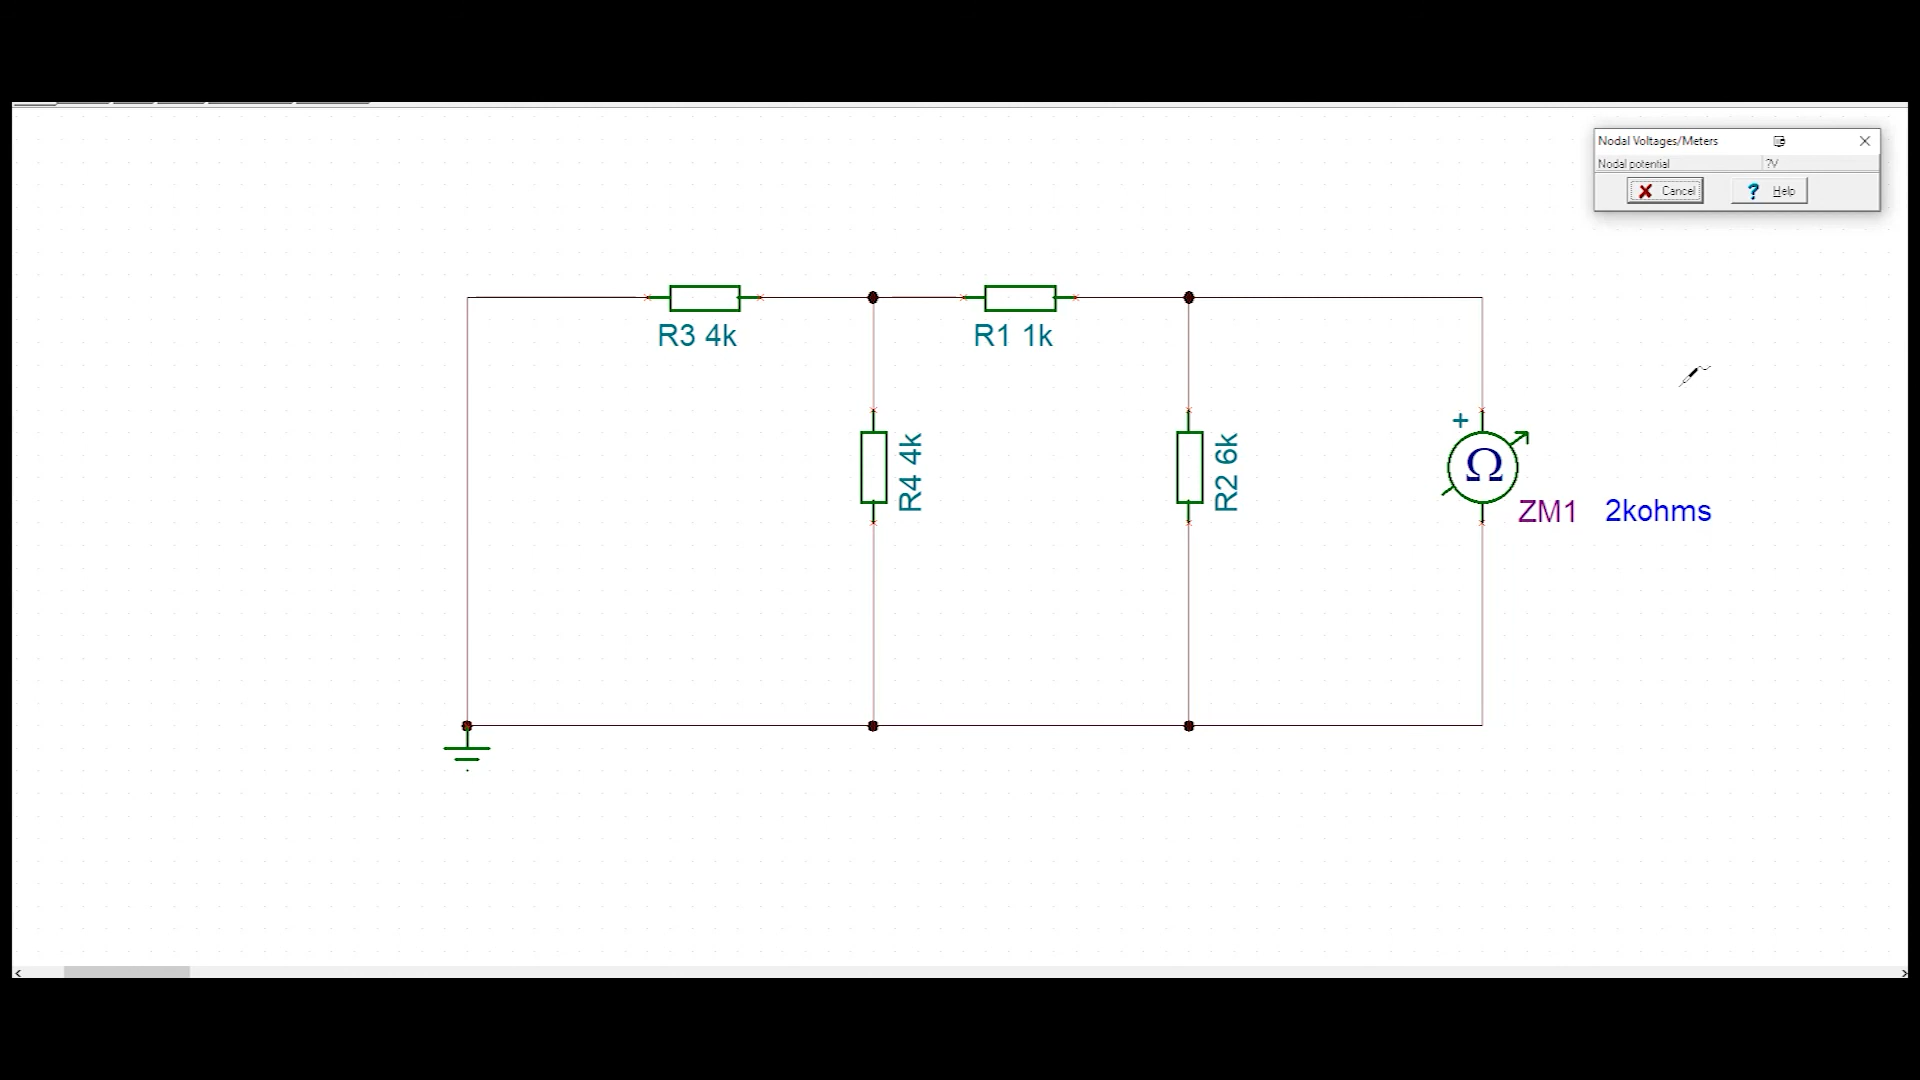 Nodal Voltages/Meters
Nodal potential ?V
Cancel ? Help
R3 4k
R1 1k
R4 4k
R2 6k
+
Ω
ZM1 2kohms